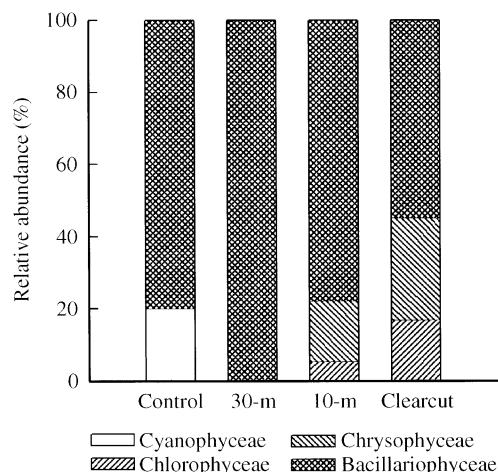 Relative abundance (%)
100
80
60
40
20
0
Control 30-m 10-m Clearcut
Cyanophyceae Chrysophyceae
Chlorophyceae Bacillariophyceae